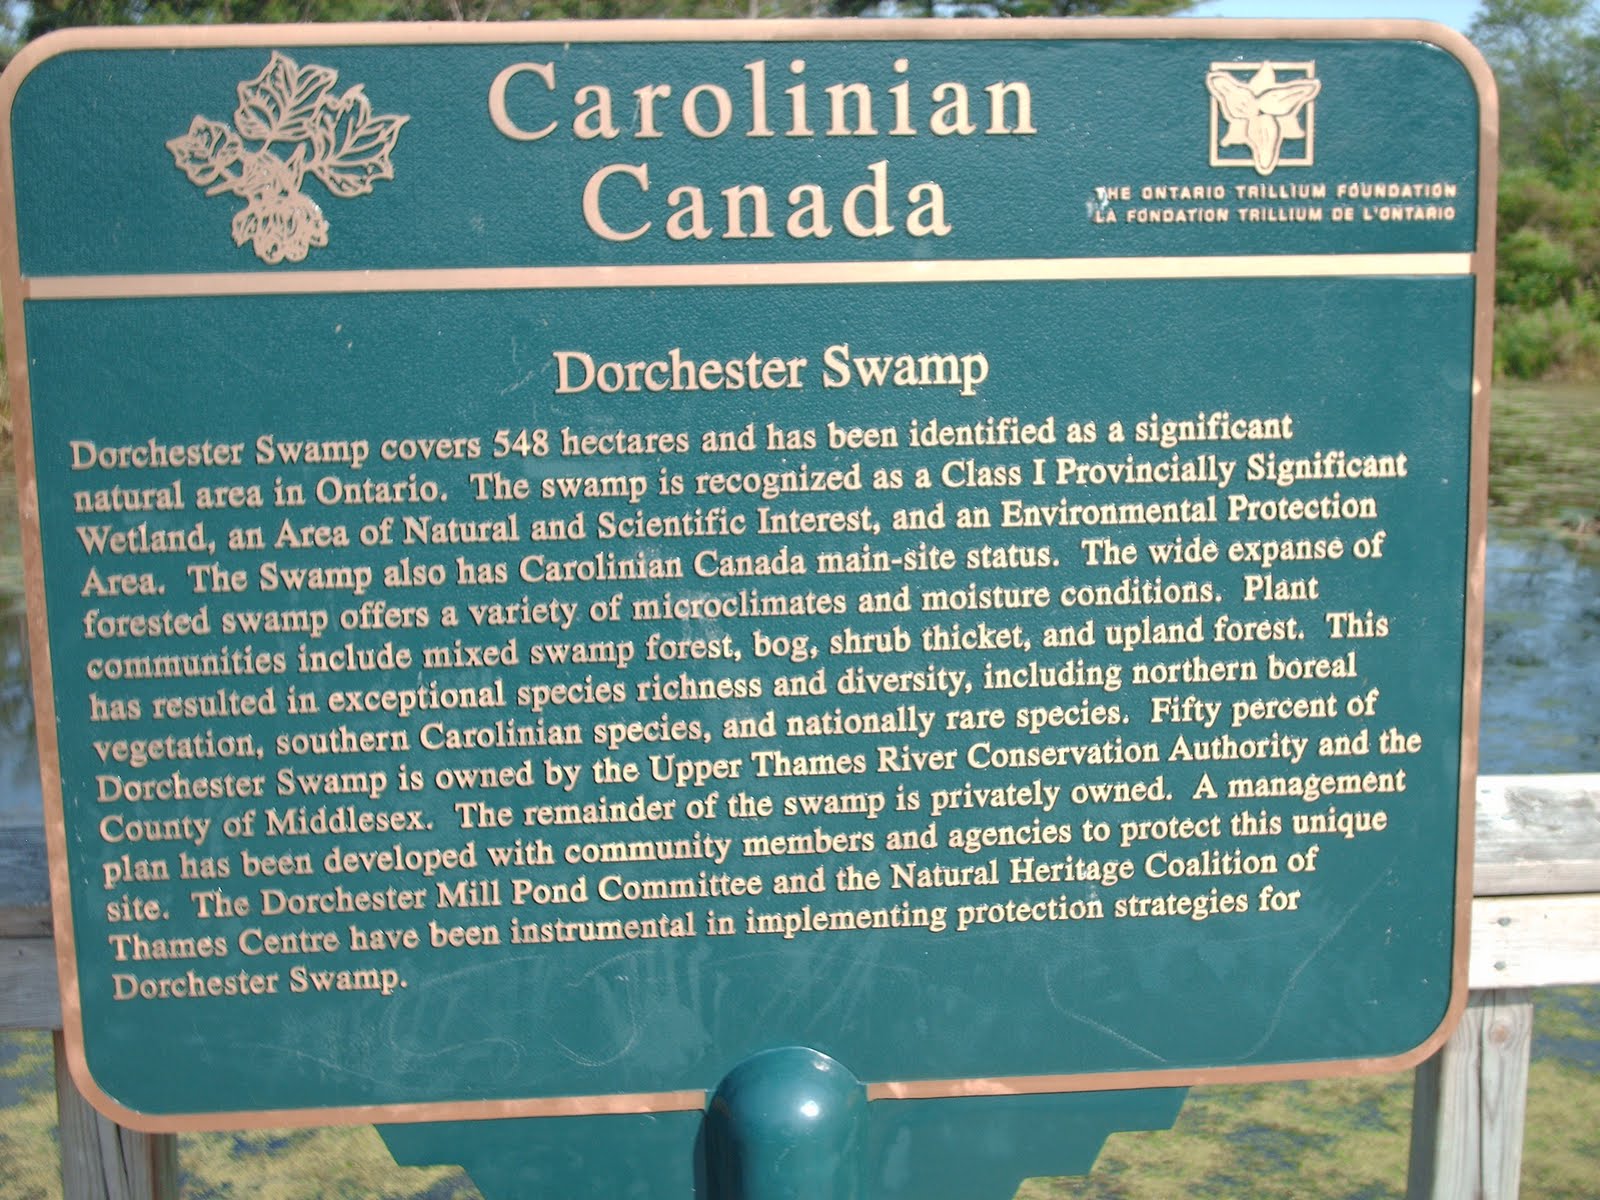 Carolinian
Canada
THE ONTARIO TRILLIUM FOUNDATION
LA FONDATION TRILLIUM DE L'ONTARIO
Dorchester Swamp
Dorchester Swamp covers 548 hectares and has been identified as a significant
natural area in Ontario. The swamp is recognized as a Class I Provincially Significant
Wetland, an Area of Natural and Scientific Interest, and an Environmental Protection
Area. The Swamp also has Carolinian Canada main-site status. The wide expanse of
forested swamp offers a variety of microclimates and moisture conditions. Plant
communities include mixed swamp forest, bog, shrub thicket, and upland forest. This
has resulted in exceptional species richness and diversity, including northern boreal
vegetation, southern Carolinian species, and nationally rare species. Fifty percent of
Dorchester Swamp is owned by the Upper Thames River Conservation Authority and the
County of Middlesex. The remainder of the swamp is privately owned. A management
plan has been developed with community members and agencies to protect this unique
site. The Dorchester Mill Pond Committee and the Natural Heritage Coalition of
Thames Centre have been instrumental in implementing protection strategies for
Dorchester Swamp.